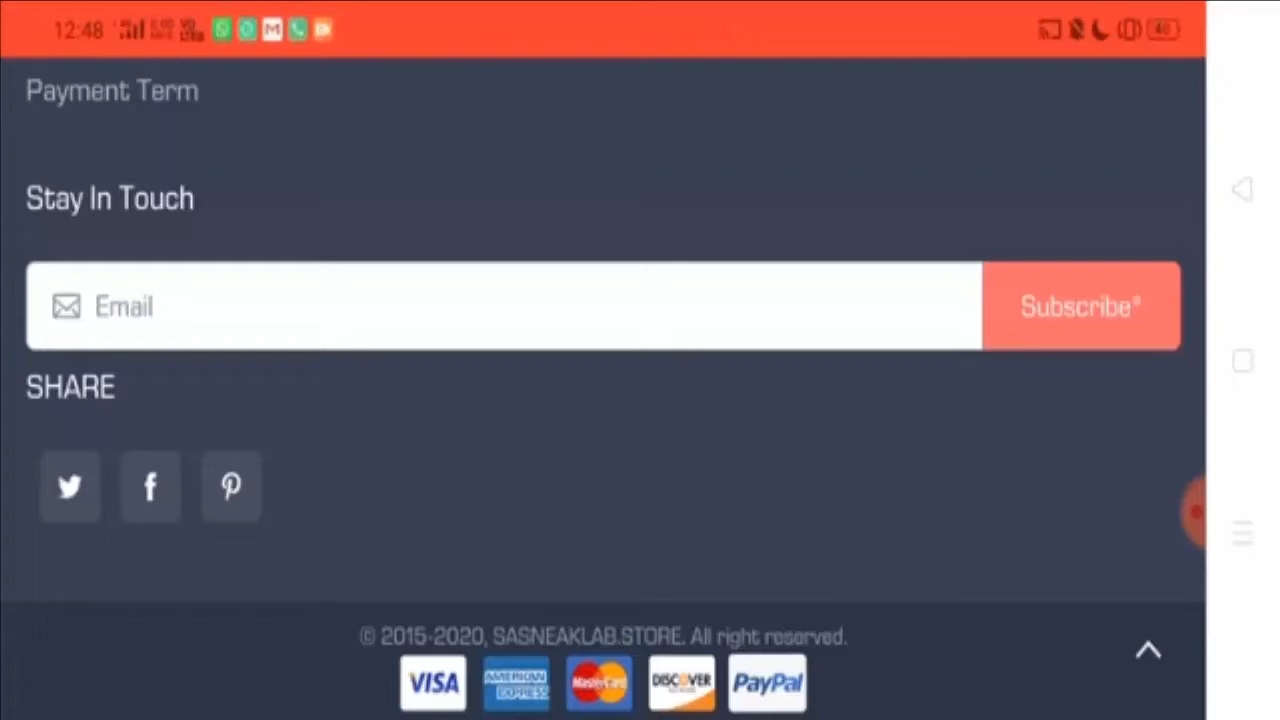 12:48
48
Payment Term
Stay In Touch
Email
Subscribe*
SHARE
© 2015-2020, SASNEAKLAB.STORE. All right reserved.
VISA
AMERICAN EXPRESS
MasterCard
DISCOVER
PayPal